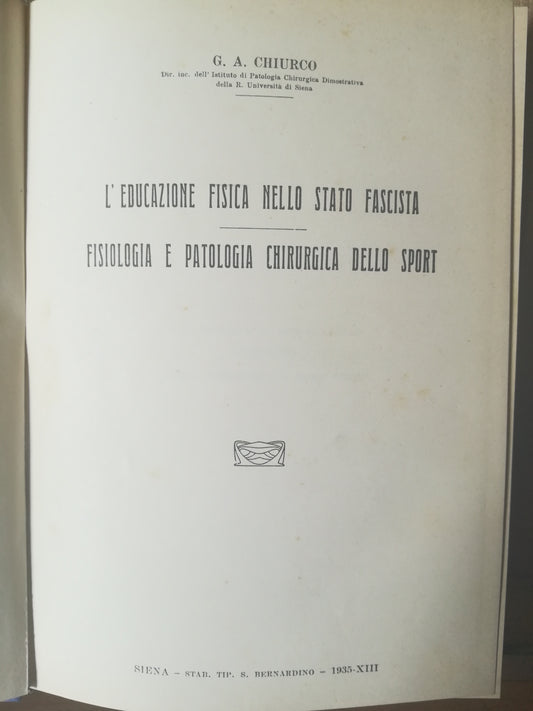 G. A. CHIURCO
Dir. inc. dell' Istituto di Patologia Chirurgica Dimostrativa
della R. Università di Siena
L' EDUCAZIONE FISICA NELLO STATO FASCISTA
FISIOLOGIA E PATOLOGIA CHIRURGICA DELLO SPORT
SIENA – STAB. TIP. S. BERNARDINO – 1935-XIII